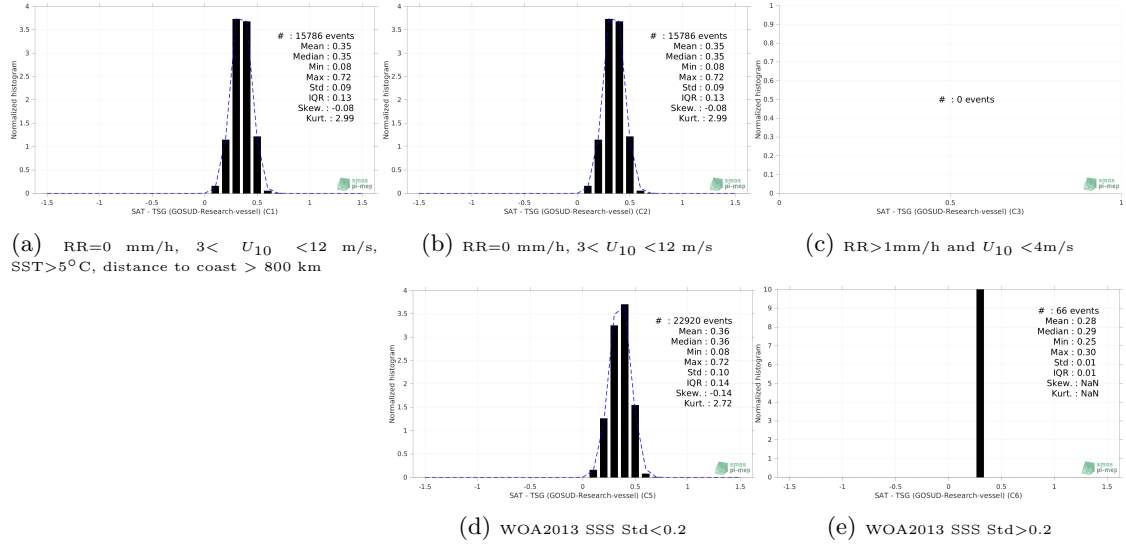 4
3.5
3
2.5
2
1.5
1
0.5
0
Normalized histogram
# : 15786 events
Mean : 0.35
Median : 0.35
Min : 0.08
Max : 0.72
Std : 0.09
IQR : 0.13
Skew. : -0.08
Kurt. : 2.99
smos
pi-mep
-1.5 -1 -0.5 0 0.5 1 1.5
SAT - TSG (GOSUD-Research-vessel) (C1)
(a) RR=0 mm/h, 3< U10 <12 m/s,
SST>5°C, distance to coast > 800 km
4
3.5
3
2.5
2
1.5
1
0.5
0
Normalized histogram
# : 15786 events
Mean : 0.35
Median : 0.35
Min : 0.08
Max : 0.72
Std : 0.09
IQR : 0.13
Skew. : -0.08
Kurt. : 2.99
smos
pi-mep
-1.5 -1 -0.5 0 0.5 1 1.5
SAT - TSG (GOSUD-Research-vessel) (C2)
(b) RR=0 mm/h, 3< U10 <12 m/s
1
0.9
0.8
0.7
0.6
0.5
0.4
0.3
0.2
0.1
0
Normalized histogram
# : 0 events
smos
pi-mep
0 0.5 1
SAT - TSG (GOSUD-Research-vessel) (C3)
(c) RR>1mm/h and U10 <4m/s
4
3.5
3
2.5
2
1.5
1
0.5
0
Normalized histogram
# : 22920 events
Mean : 0.36
Median : 0.36
Min : 0.08
Max : 0.72
Std : 0.10
IQR : 0.14
Skew. : -0.14
Kurt. : 2.72
smos
pi-mep
-1.5 -1 -0.5 0 0.5 1 1.5
SAT - TSG (GOSUD-Research-vessel) (C5)
(d) WOA2013 SSS Std<0.2
10
9
8
7
6
5
4
3
2
1
0
Normalized histogram
# : 66 events
Mean : 0.28
Median : 0.29
Min : 0.25
Max : 0.30
Std : 0.01
IQR : 0.01
Skew. : NaN
Kurt. : NaN
smos
pi-mep
-1.5 -1 -0.5 0 0.5 1 1.5
SAT - TSG (GOSUD-Research-vessel) (C6)
(e) WOA2013 SSS Std>0.2